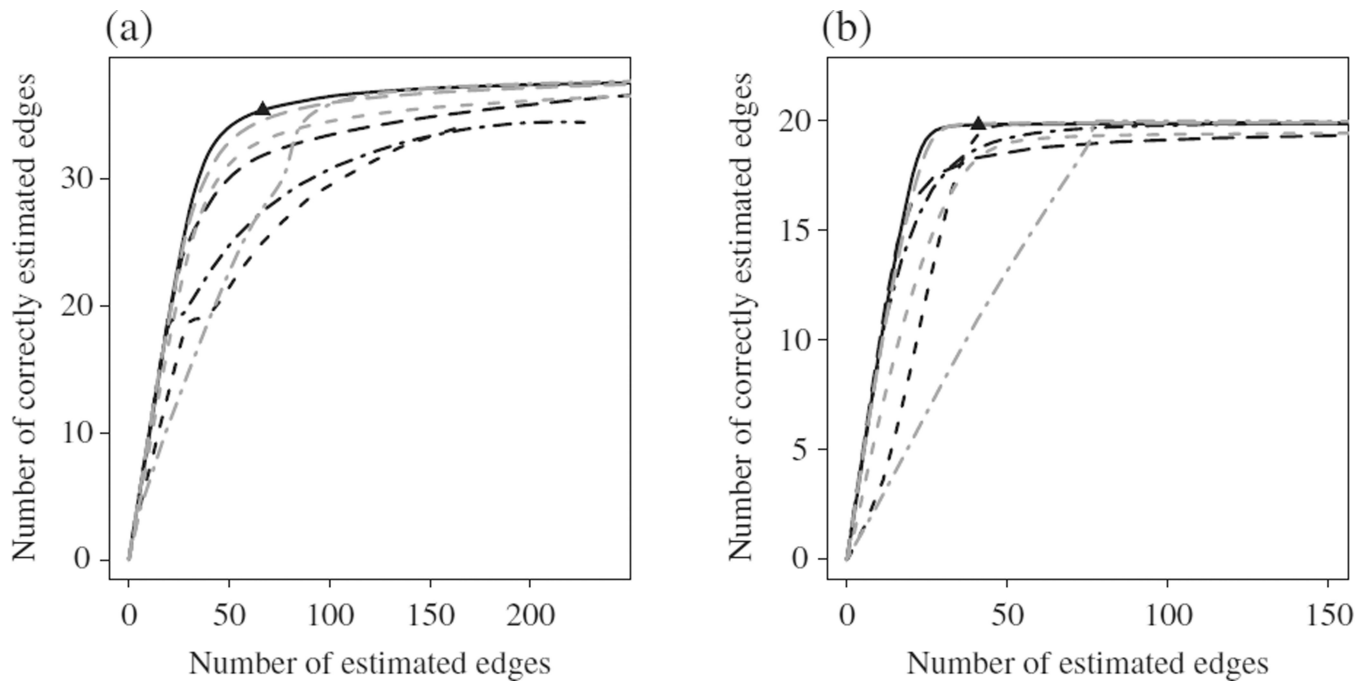 (a)
Number of correctly estimated edges
30
20
10
0
0 50 100 150 200
Number of estimated edges
(b)
Number of correctly estimated edges
20
15
10
5
0
0 50 100 150
Number of estimated edges